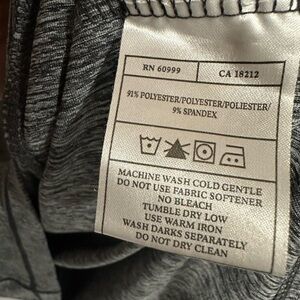 RN 60999 CA 18212
91% POLYESTER/POLYESTER/POLIESTER/
9% SPANDEX
MACHINE WASH COLD GENTLE
DO NOT USE FABRIC SOFTENER
NO BLEACH
TUMBLE DRY LOW
USE WARM IRON
WASH DARKS SEPARATELY
DO NOT DRY CLEAN